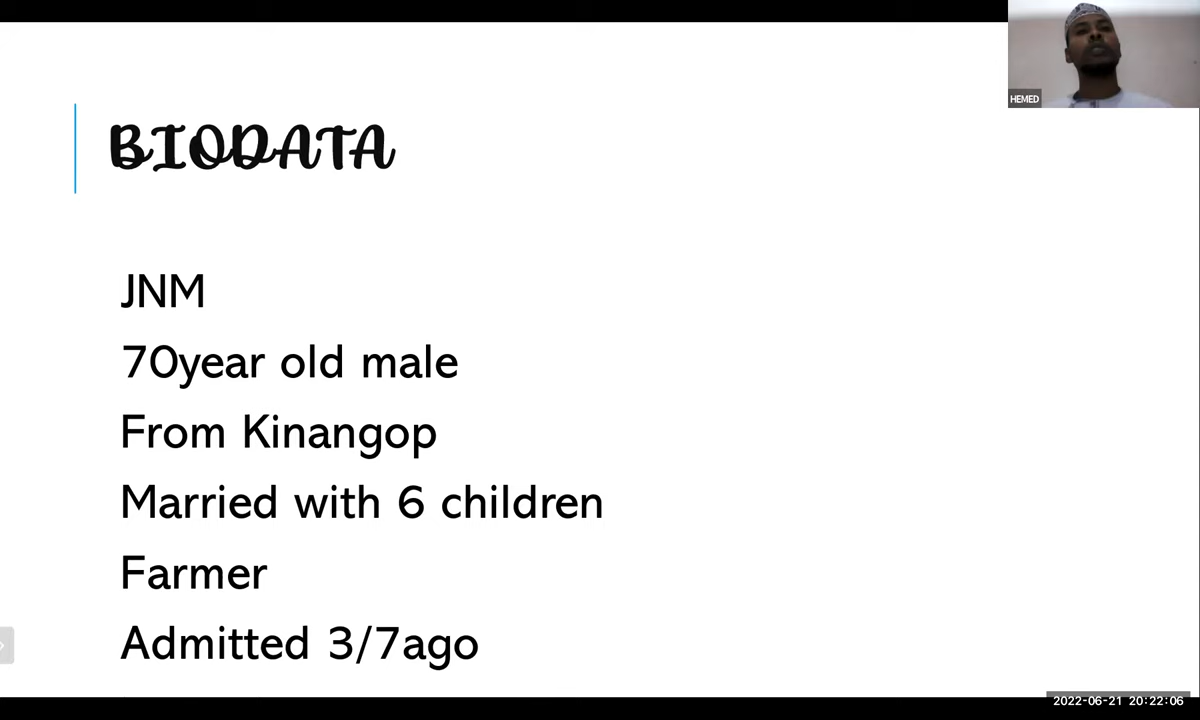 HEMED
BIODATA
JNM
70year old male
From Kinangop
Married with 6 children
Farmer
Admitted 3/7ago
2022-06-21 20:22:06